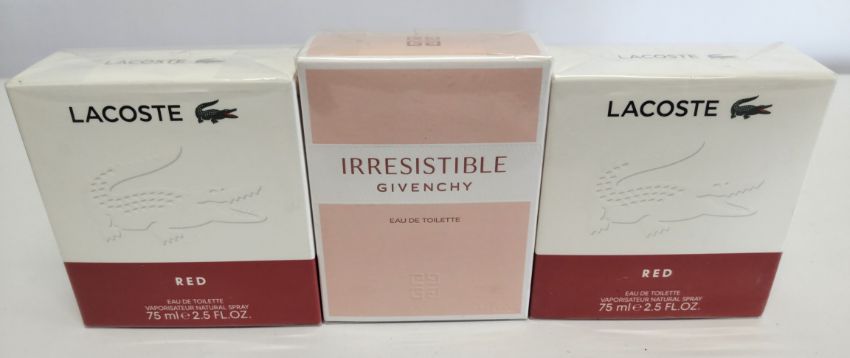 LACOSTE
LACOSTE
RED
EAU DE TOILETTE
VAPORISATEUR NATURAL SPRAY
75 ml e 2.5 FL.OZ.
IRRESISTIBLE
GIVENCHY
EAU DE TOILETTE
LACOSTE
LACOSTE
RED
EAU DE TOILETTE
VAPORISATEUR NATURAL SPRAY
75 ml e 2.5 FL.OZ.